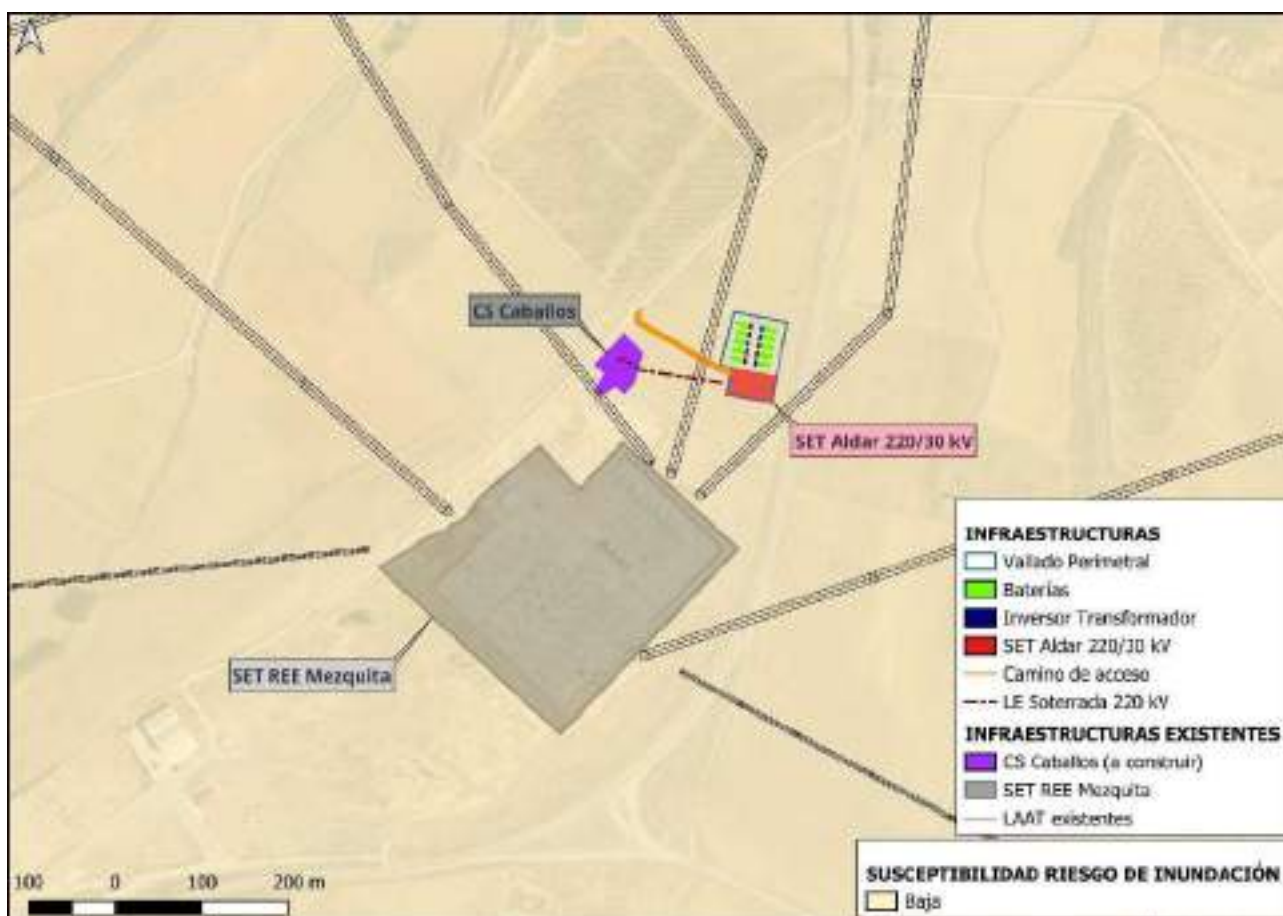 CS Caballos
SET Aldar 220/30 kV
SET REE Mezquita
INFRAESTRUCTURAS
Vallado Perimetral
Baterías
Inversor Transformador
SET Aldar 220/30 kV
Camino de acceso
LE Soterrada 220 kV
INFRAESTRUCTURAS EXISTENTES
CS Caballos (a construir)
SET REE Mezquita
LAAT existentes
SUSCEPTIBILIDAD RIESGO DE INUNDACIÓN
Baja
100 0 100 200 m